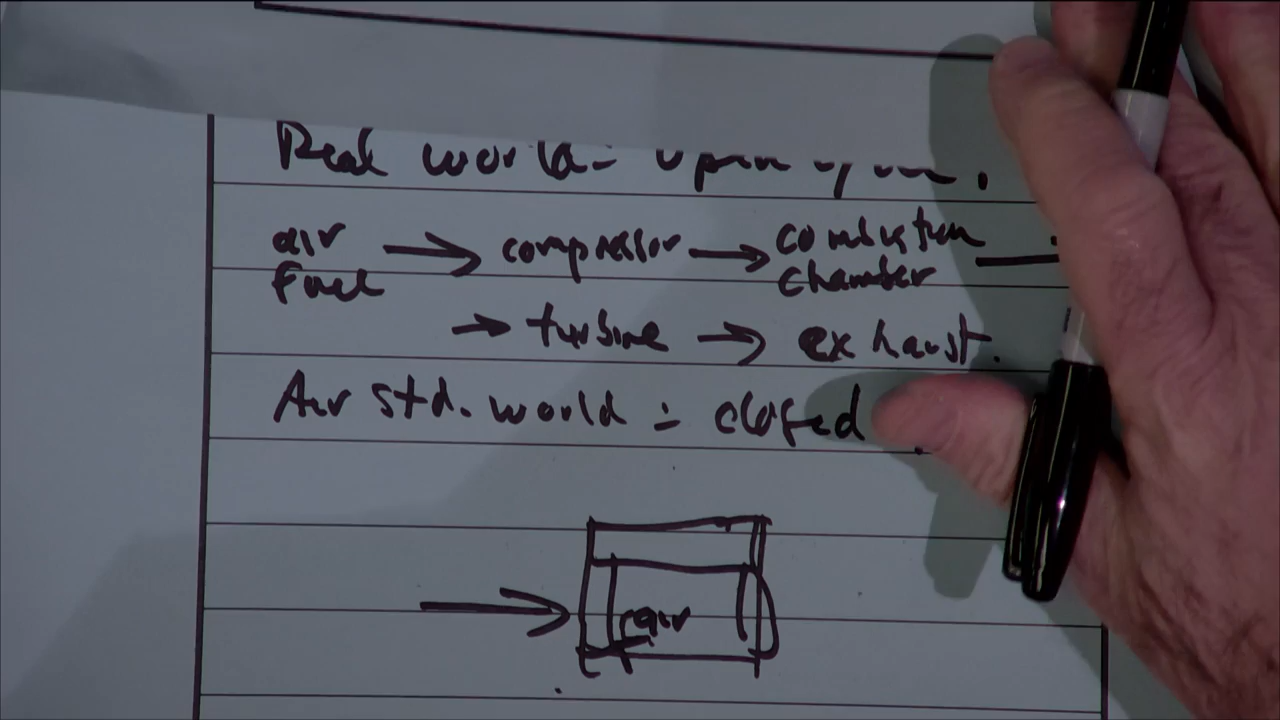 Real world:
air → compressor → combustion
fuel chamber
→ turbine → exhaust.
Air std. world = closed
air